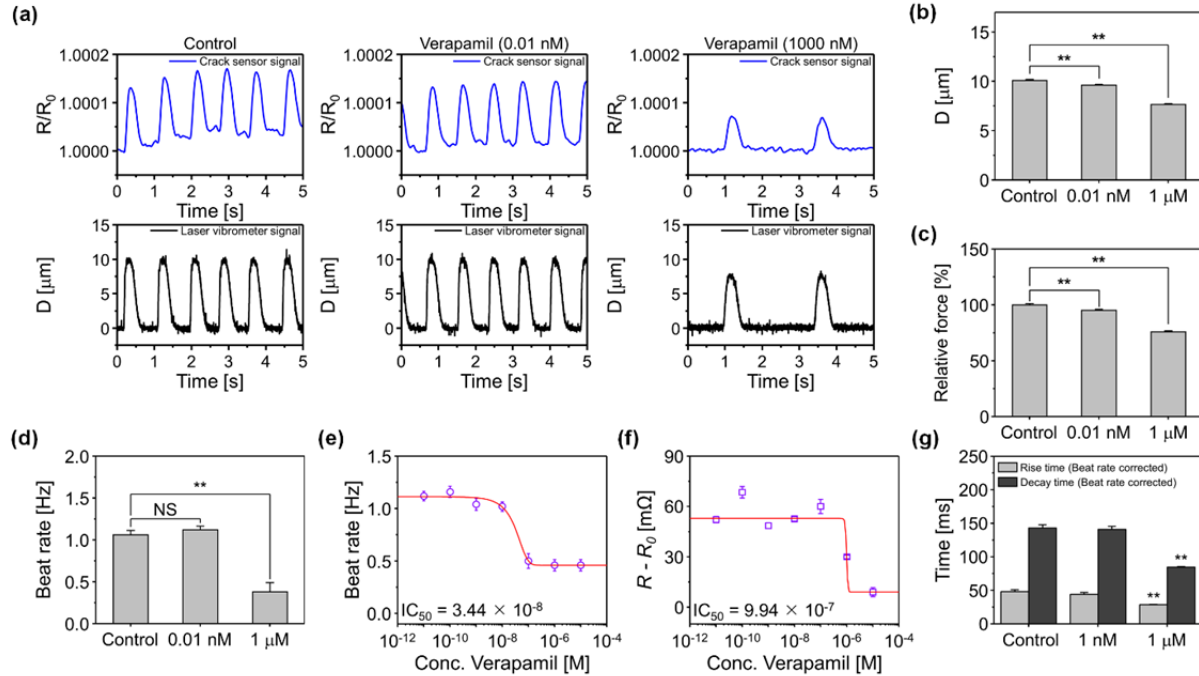 (a)
Control
Crack sensor signal
R/R0
1.0002
1.0001
1.0000
0 1 2 3 4 5
Time [s]
Verapamil (0.01 nM)
Crack sensor signal
R/R0
1.0002
1.0001
1.0000
0 1 2 3 4 5
Time [s]
Verapamil (1000 nM)
Crack sensor signal
R/R0
1.0002
1.0001
1.0000
0 1 2 3 4 5
Time [s]
Laser vibrometer signal
D [μm]
15
10
5
0
0 1 2 3 4 5
Time [s]
Laser vibrometer signal
D [μm]
15
10
5
0
0 1 2 3 4 5
Time [s]
Laser vibrometer signal
D [μm]
15
10
5
0
0 1 2 3 4 5
Time [s]
(b)
D [μm]
15
10
5
0
**
**
Control 0.01 nM 1 μM
(c)
Relative force [%]
150
100
50
0
**
**
Control 0.01 nM 1 μM
(d)
Beat rate [Hz]
2.0
1.5
1.0
0.5
0.0
**
NS
Control 0.01 nM 1 μM
(e)
Beat rate [Hz]
1.5
1.0
0.5
0.0
IC50 = 3.44 × 10-8
10-12 10-10 10-8 10-6 10-4
Conc. Verapamil [M]
(f)
R - R0 [mΩ]
90
60
30
0
IC50 = 9.94 × 10-7
10-12 10-10 10-8 10-6 10-4
Conc. Verapamil [M]
(g)
Time [ms]
250
200
150
100
50
0
Rise time (Beat rate corrected)
Decay time (Beat rate corrected)
**
**
Control 1 nM 1 μM